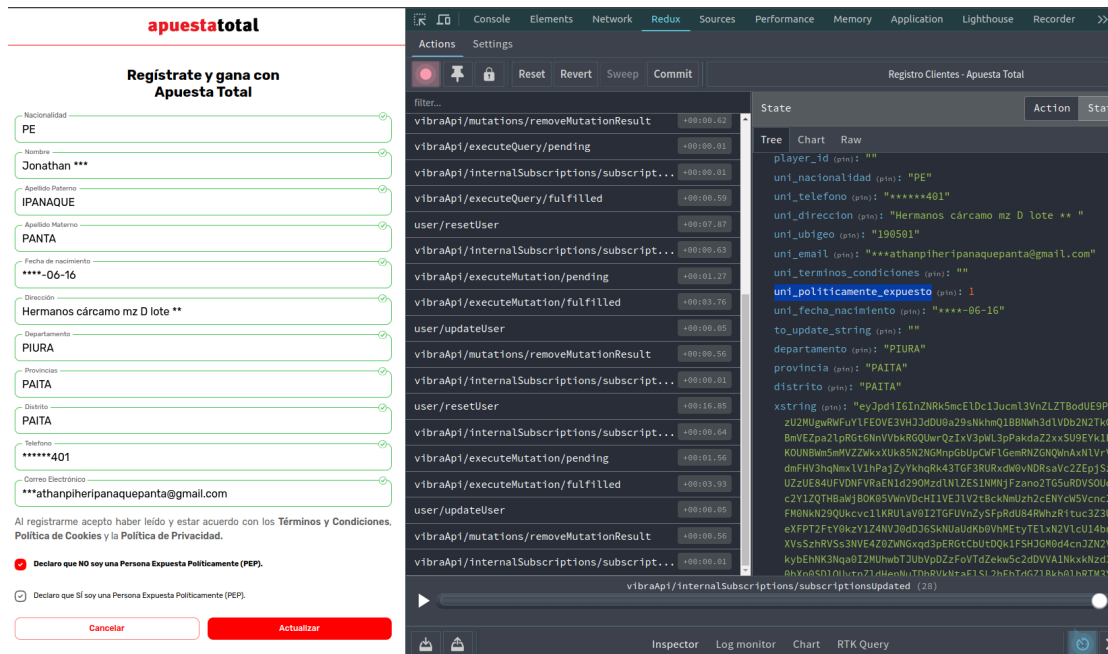 apuestatotal
Regístrate y gana con
Apuesta Total
Nacionalidad
PE
Nombre
Jonathan ***
Apellido Paterno
IPANAQUE
Apellido Materno
PANTA
Fecha de nacimiento
****-06-16
Dirección
Hermanos cárcamo mz D lote **
Departamento
PIURA
Provincias
PAITA
Distrito
PAITA
Telefono
******401
Correo Electrónico
***athanpiheripanaquepanta@gmail.com
Al registrarme acepto haber leído y estar acuerdo con los Términos y Condiciones,
Política de Cookies y la Política de Privacidad.
Declaro que NO soy una Persona Expuesta Políticamente (PEP).
Declaro que SÍ soy una Persona Expuesta Políticamente (PEP).
Cancelar Actualizar
Console Elements Network Redux Sources Performance Memory Application Lighthouse Recorder
Actions Settings
Reset Revert Sweep Commit Registro Clientes - Apuesta Total
filter...
vibraApi/mutations/removeMutationResult +00:00.62
vibraApi/executeQuery/pending +00:00.01
vibraApi/internalSubscriptions/subscript... +00:00.01
vibraApi/executeQuery/fulfilled +00:00.59
user/resetUser +00:07.87
vibraApi/internalSubscriptions/subscript... +00:00.63
vibraApi/executeMutation/pending +00:01.27
vibraApi/executeMutation/fulfilled +00:03.76
user/updateUser +00:00.05
vibraApi/mutations/removeMutationResult +00:00.56
vibraApi/internalSubscriptions/subscript... +00:00.01
user/resetUser +00:16.85
vibraApi/internalSubscriptions/subscript... +00:00.64
vibraApi/executeMutation/pending +00:01.56
vibraApi/executeMutation/fulfilled +00:03.93
user/updateUser +00:00.05
vibraApi/mutations/removeMutationResult +00:00.56
vibraApi/internalSubscriptions/subscript... +00:00.01
State Action
Tree Chart Raw
player_id (pin): ""
uni_nacionalidad (pin): "PE"
uni_telefono (pin): "******401"
uni_direccion (pin): "Hermanos cárcamo mz D lote ** "
uni_ubigeo (pin): "190501"
uni_email (pin): "***athanpiheripanaquepanta@gmail.com"
uni_terminos_condiciones (pin): ""
uni_politicamente_expuesto (pin): 1
uni_fecha_nacimiento (pin): "****-06-16"
to_update_string (pin): ""
departamento (pin): "PIURA"
provincia (pin): "PAITA"
distrito (pin): "PAITA"
xstring (pin):
vibraApi/internalSubscriptions/subscriptionsUpdated (28)
Inspector Log monitor Chart RTK Query